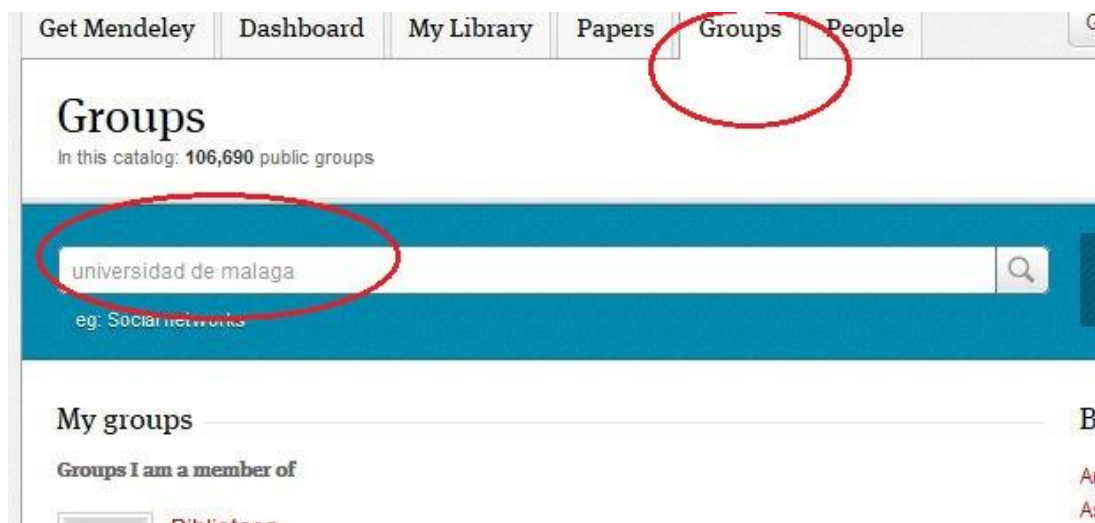 Get Mendeley Dashboard My Library Papers Groups People
Groups
In this catalog: 106,690 public groups
universidad de malaga
eg: Social networks
My groups
Groups I am a member of